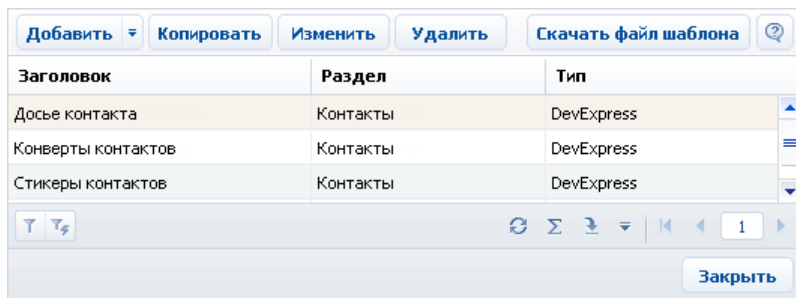 Добавить Копировать Изменить Удалить Скачать файл шаблона
Заголовок Раздел Тип
Досье контакта Контакты DevExpress
Конверты контактов Контакты DevExpress
Стикеры контактов Контакты DevExpress
1
Закрыть